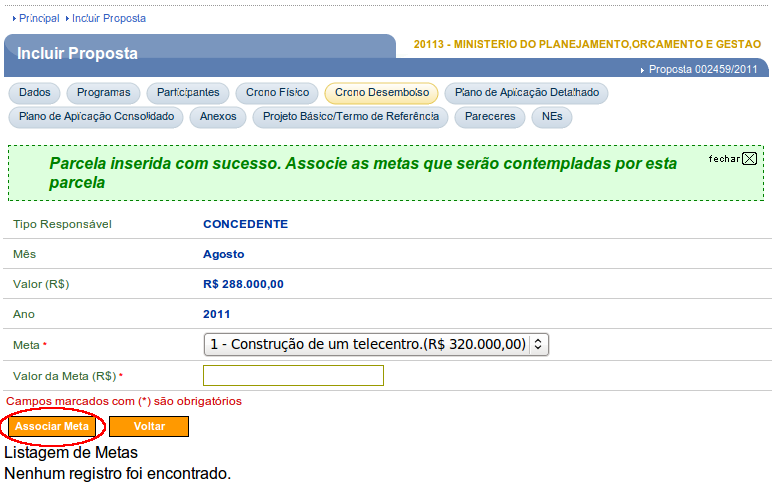 Principal Incluir Proposta
Incluir Proposta
20113 - MINISTERIO DO PLANEJAMENTO,ORCAMENTO E GESTAO
Proposta 002459/2011
Dados Programas Participantes Crono Físico Crono Desembolso Plano de Aplicação Detalhado
Plano de Aplicação Consolidado Anexos Projeto Básico/Termo de Referência Pareceres NEs
Parcela inserida com sucesso. Associe as metas que serão contempladas por esta
parcela
fechar
Tipo Responsável CONCEDENTE
Mês Agosto
Valor (R$) R$ 288.000,00
Ano 2011
Meta * 1 - Construção de um telecentro.(R$ 320.000,00)
Valor da Meta (R$) *
Campos marcados com (*) são obrigatórios
Associar Meta Voltar
Listagem de Metas
Nenhum registro foi encontrado.